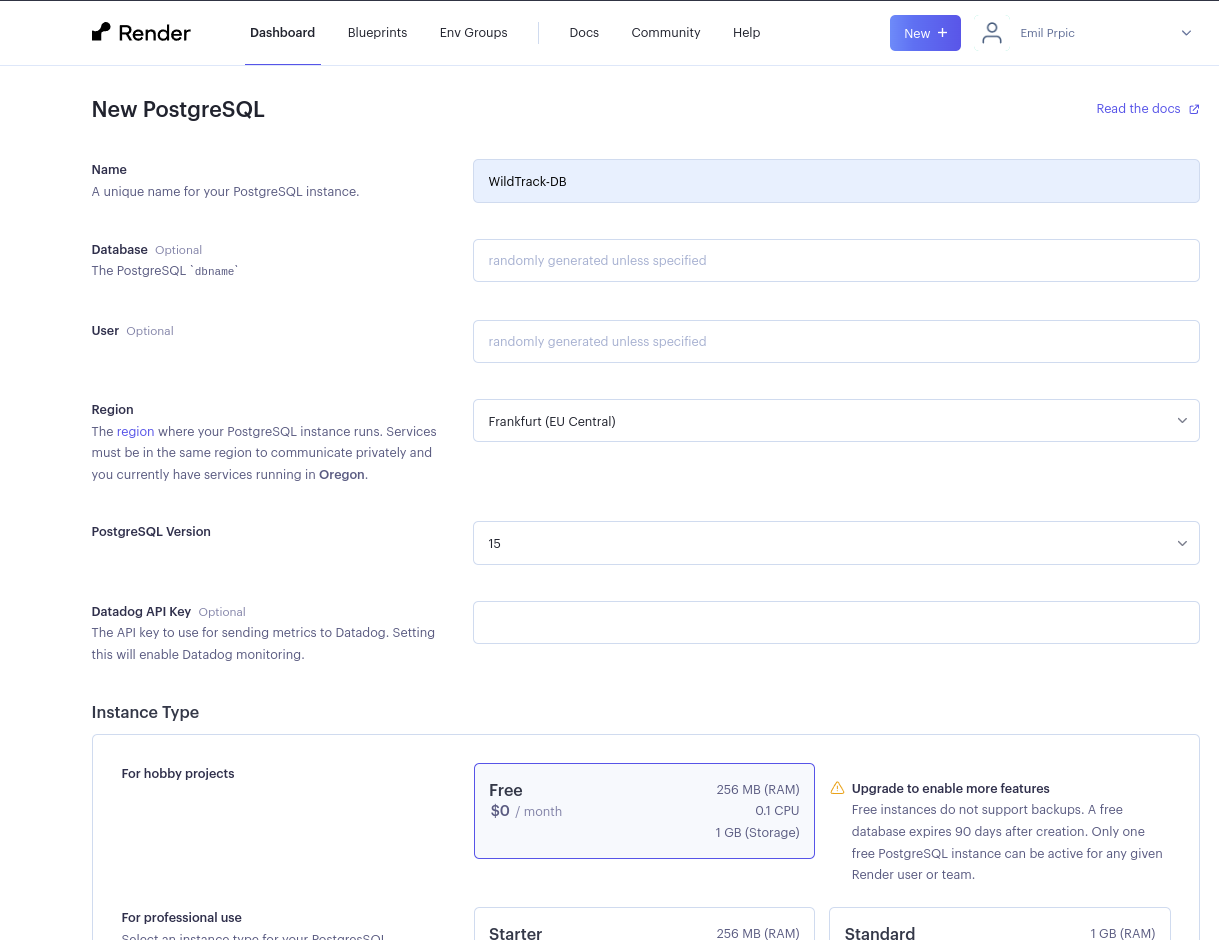 Render
Dashboard Blueprints Env Groups Docs Community Help New + Emil Prpic
New PostgreSQL
Read the docs
Name
A unique name for your PostgreSQL instance.
WildTrack-DB
Database Optional
The PostgreSQL `dbname`
randomly generated unless specified
User Optional
randomly generated unless specified
Region
The region where your PostgreSQL instance runs. Services
must be in the same region to communicate privately and
you currently have services running in Oregon.
Frankfurt (EU Central)
PostgreSQL Version
15
Datadog API Key Optional
The API key to use for sending metrics to Datadog. Setting
this will enable Datadog monitoring.
Instance Type
For hobby projects
Free
$0 / month
256 MB (RAM)
0.1 CPU
1 GB (Storage)
Upgrade to enable more features
Free instances do not support backups. A free
database expires 90 days after creation. Only one
free PostgreSQL instance can be active for any given
Render user or team.
For professional use
Select an instance type for your PostgresSQL
Starter
256 MB (RAM)
Standard
1 GB (RAM)